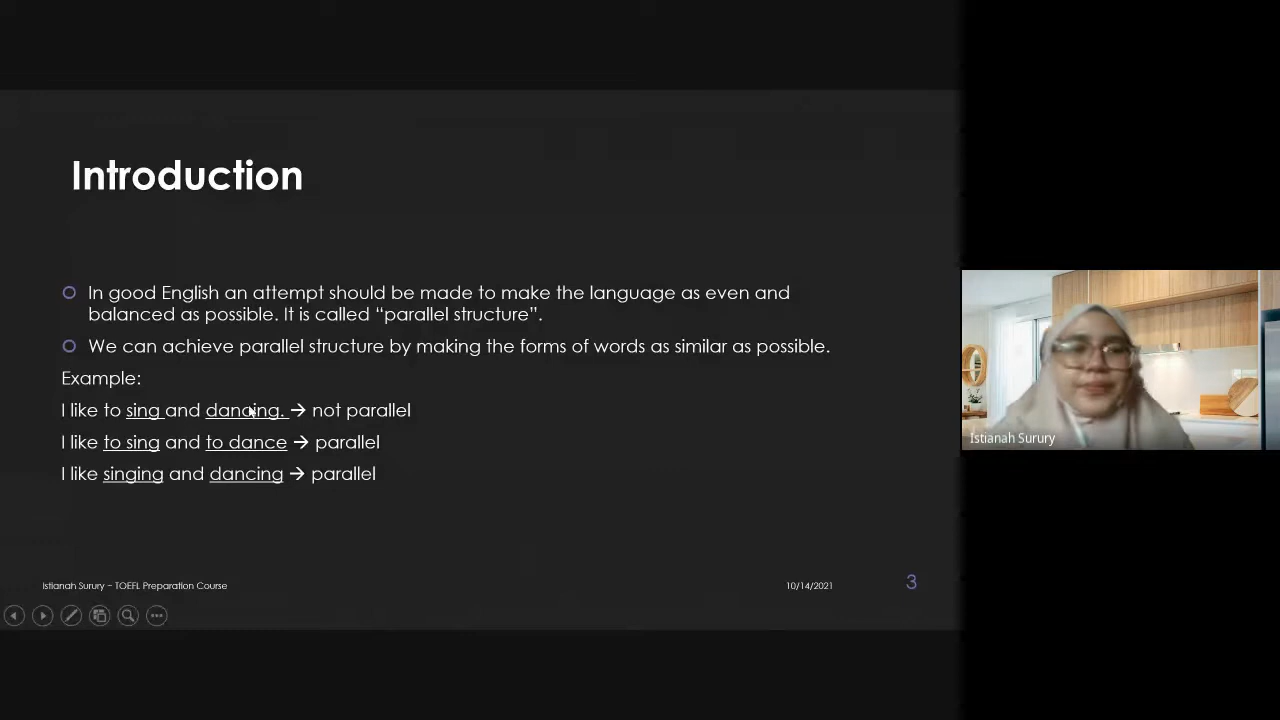 Introduction
In good English an attempt should be made to make the language as even and
balanced as possible. It is called “parallel structure”.
We can achieve parallel structure by making the forms of words as similar as possible.
Example:
I like to sing and dancing. → not parallel
I like to sing and to dance → parallel
I like singing and dancing → parallel
Istianah Surury – TOEFL Preparation Course
10/14/2021
3
Istianah Surury